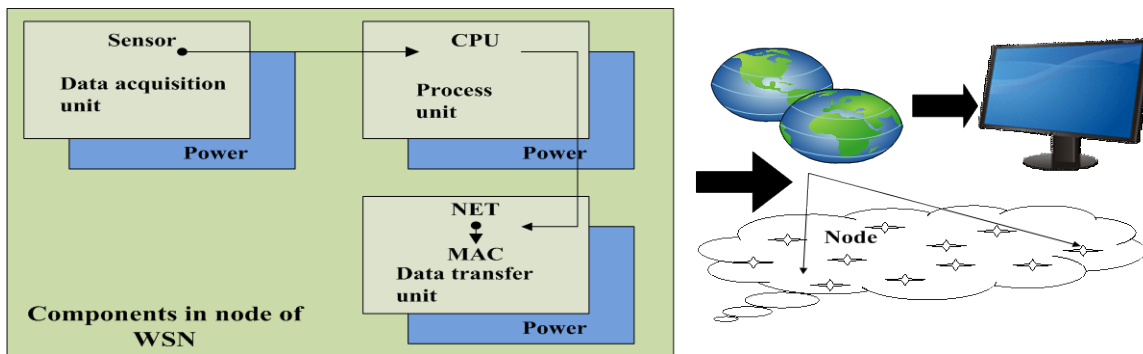 Sensor
Data acquisition
unit
Power
CPU
Process
unit
Power
NET
MAC
Data transfer
unit
Power
Components in node of
WSN
Node